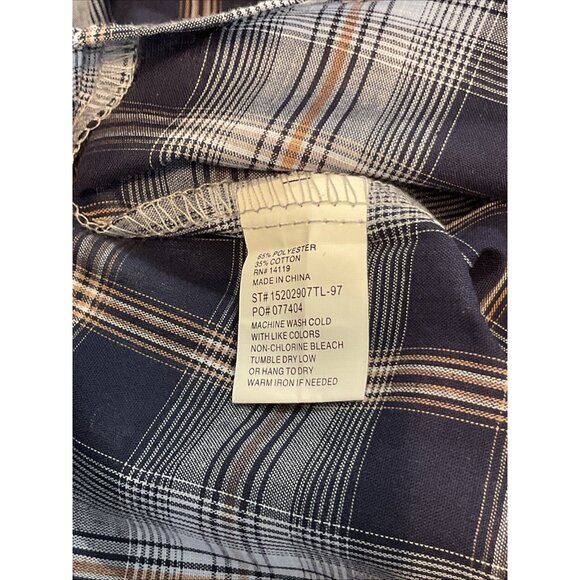 65% POLYESTER
35% COTTON
RN# 14119
MADE IN CHINA
ST# 15202907TL-97
PO# 077404
MACHINE WASH COLD
WITH LIKE COLORS
NON-CHLORINE BLEACH
TUMBLE DRY LOW
OR HANG TO DRY
WARM IRON IF NEEDED